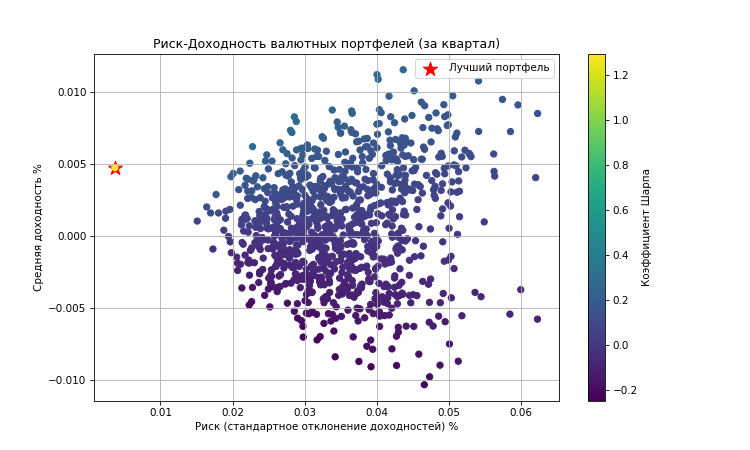 Риск-Доходность валютных портфелей (за квартал)
Лучший портфель
Средняя доходность %
0.010
0.005
0.000
−0.005
−0.010
0.01 0.02 0.03 0.04 0.05 0.06
Риск (стандартное отклонение доходностей) %
1.2
1.0
0.8
0.6
0.4
0.2
0.0
−0.2
Коэффициент Шарпа